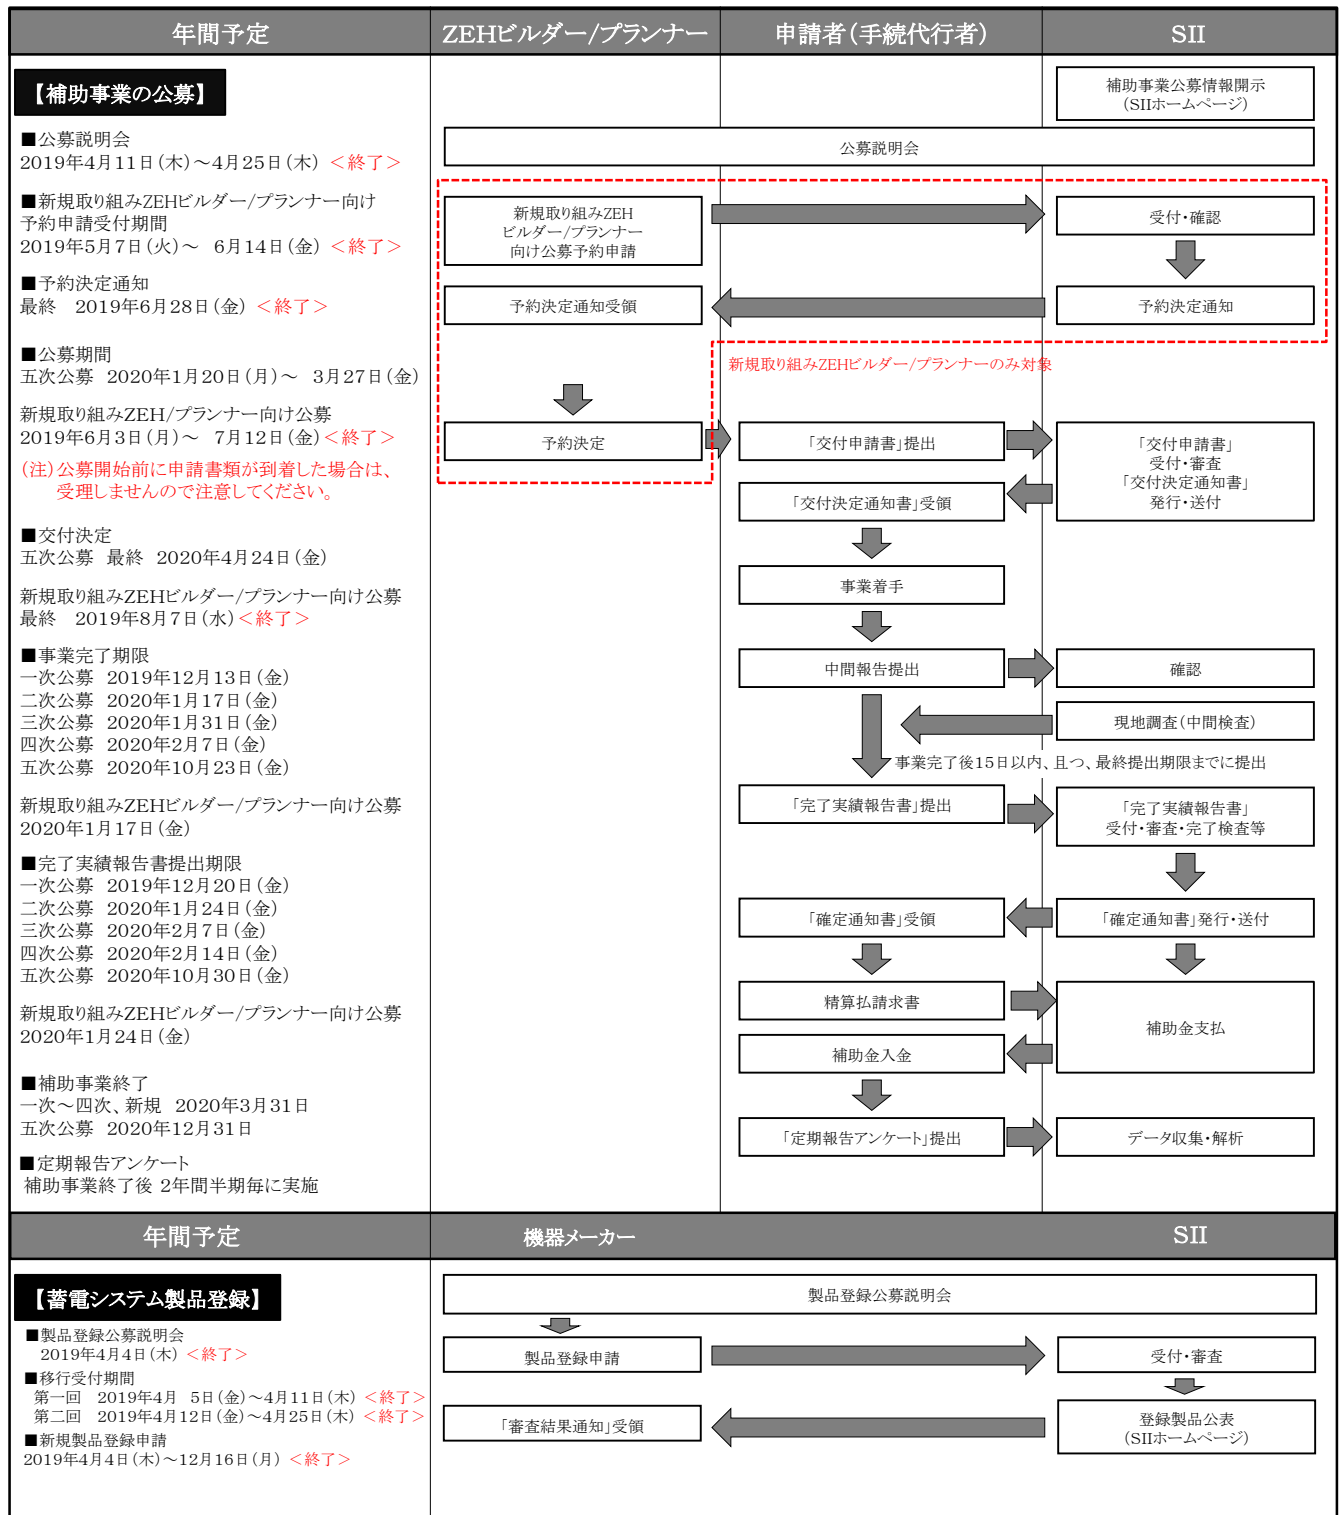 年間予定
ZEHビルダー/プランナー
申請者(手続代行者)
SII
【補助事業の公募】
補助事業公募情報開示
(SIIホームページ)
■公募説明会
2019年4月11日(木)～4月25日(木) ＜終了＞
公募説明会
■新規取り組みZEHビルダー/プランナー向け
予約申請受付期間
2019年5月7日(火)～ 6月14日(金) ＜終了＞
新規取り組みZEH
ビルダー/プランナー
向け公募予約申請
受付・確認
■予約決定通知
最終 2019年6月28日(金) ＜終了＞
予約決定通知受領
予約決定通知
■公募期間
五次公募 2020年1月20日(月)～ 3月27日(金)
新規取り組みZEHビルダー/プランナーのみ対象
新規取り組みZEH/プランナー向け公募
2019年6月3日(月)～ 7月12日(金)＜終了＞
(注)公募開始前に申請書類が到着した場合は、
受理しませんので注意してください。
予約決定
「交付申請書」提出
「交付申請書」
受付・審査
「交付決定通知書」
発行・送付
「交付決定通知書」受領
■交付決定
五次公募 最終 2020年4月24日(金)
新規取り組みZEHビルダー/プランナー向け公募
最終 2019年8月7日(水)＜終了＞
事業着手
■事業完了期限
一次公募 2019年12月13日(金)
二次公募 2020年1月17日(金)
三次公募 2020年1月31日(金)
四次公募 2020年2月7日(金)
五次公募 2020年10月23日(金)
中間報告提出
確認
現地調査(中間検査)
事業完了後15日以内、且つ、最終提出期限までに提出
新規取り組みZEHビルダー/プランナー向け公募
2020年1月17日(金)
「完了実績報告書」提出
「完了実績報告書」
受付・審査・完了検査等
■完了実績報告書提出期限
一次公募 2019年12月20日(金)
二次公募 2020年1月24日(金)
三次公募 2020年2月7日(金)
四次公募 2020年2月14日(金)
五次公募 2020年10月30日(金)
「確定通知書」受領
「確定通知書」発行・送付
新規取り組みZEHビルダー/プランナー向け公募
2020年1月24日(金)
精算払請求書
補助金支払
補助金入金
■補助事業終了
一次～四次、新規 2020年3月31日
五次公募 2020年12月31日
「定期報告アンケート」提出
データ収集・解析
■定期報告アンケート
補助事業終了後 2年間半期毎に実施
年間予定
機器メーカー
SII
【蓄電システム製品登録】
製品登録公募説明会
■製品登録公募説明会
2019年4月4日(木) ＜終了＞
製品登録申請
受付・審査
■移行受付期間
第一回 2019年4月 5日(金)～4月11日(木) ＜終了＞
第二回 2019年4月12日(金)～4月25日(木) ＜終了＞
「審査結果通知」受領
登録製品公表
(SIIホームページ)
■新規製品登録申請
2019年4月4日(木)～12月16日(月) ＜終了＞